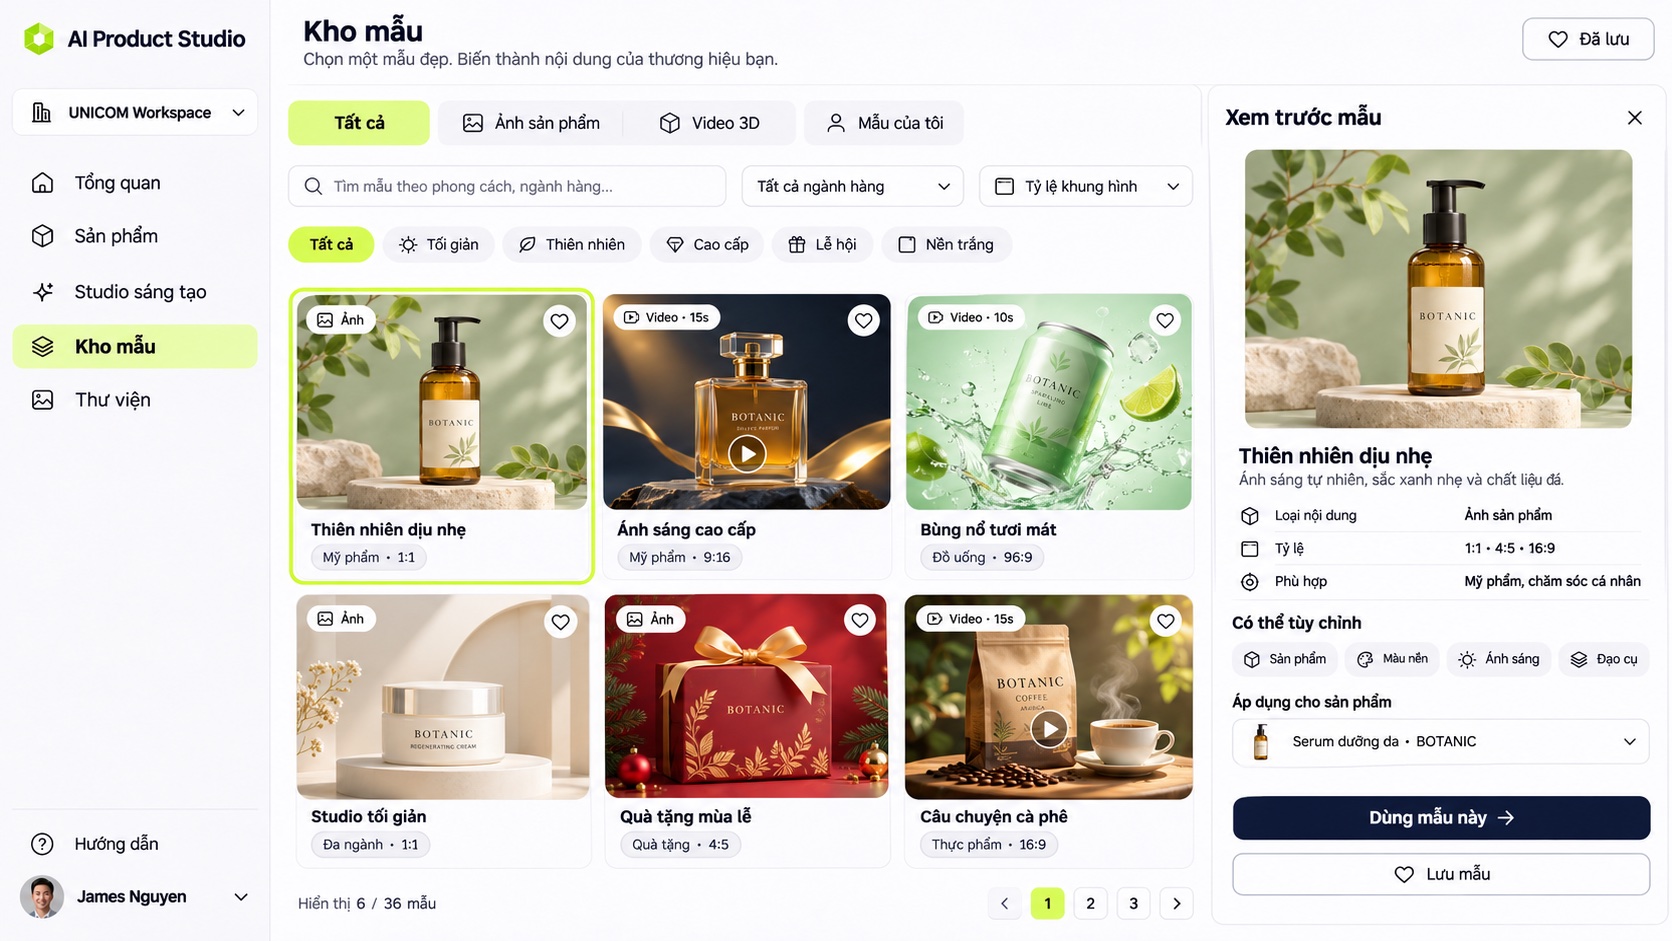 AI Product Studio
UNICOM Workspace
Tổng quan
Sản phẩm
Studio sáng tạo
Kho mẫu
Thư viện
Hướng dẫn
James Nguyen
Kho mẫu
Chọn một mẫu đẹp. Biến thành nội dung của thương hiệu bạn.
Đã lưu
Tất cả
Ảnh sản phẩm
Video 3D
Mẫu của tôi
Tìm mẫu theo phong cách, ngành hàng...
Tất cả ngành hàng
Tỷ lệ khung hình
Tất cả
Tối giản
Thiên nhiên
Cao cấp
Lễ hội
Nền trắng
Ảnh
BOTANIC
Thiên nhiên dịu nhẹ
Mỹ phẩm • 1:1
Video • 15s
BOTANIC
Ánh sáng cao cấp
Mỹ phẩm • 9:16
Video • 10s
BOTANIC
SPARKLING
LIME
Bùng nổ tươi mát
Đồ uống • 96:9
Ảnh
BOTANIC
REGENERATING CREAM
Studio tối giản
Đa ngành • 1:1
Ảnh
BOTANIC
Quà tặng mùa lễ
Quà tặng • 4:5
Video • 15s
BOTANIC
COFFEE
Câu chuyện cà phê
Thực phẩm • 16:9
Hiển thị 6 / 36 mẫu
1
2
3
Xem trước mẫu
BOTANIC
Thiên nhiên dịu nhẹ
Ánh sáng tự nhiên, sắc xanh nhẹ và chất liệu đá.
Loại nội dung Ảnh sản phẩm
Tỷ lệ 1:1 • 4:5 • 16:9
Phù hợp Mỹ phẩm, chăm sóc cá nhân
Có thể tùy chỉnh
Sản phẩm
Màu nền
Ánh sáng
Đạo cụ
Áp dụng cho sản phẩm
Serum dưỡng da • BOTANIC
Dùng mẫu này
Lưu mẫu